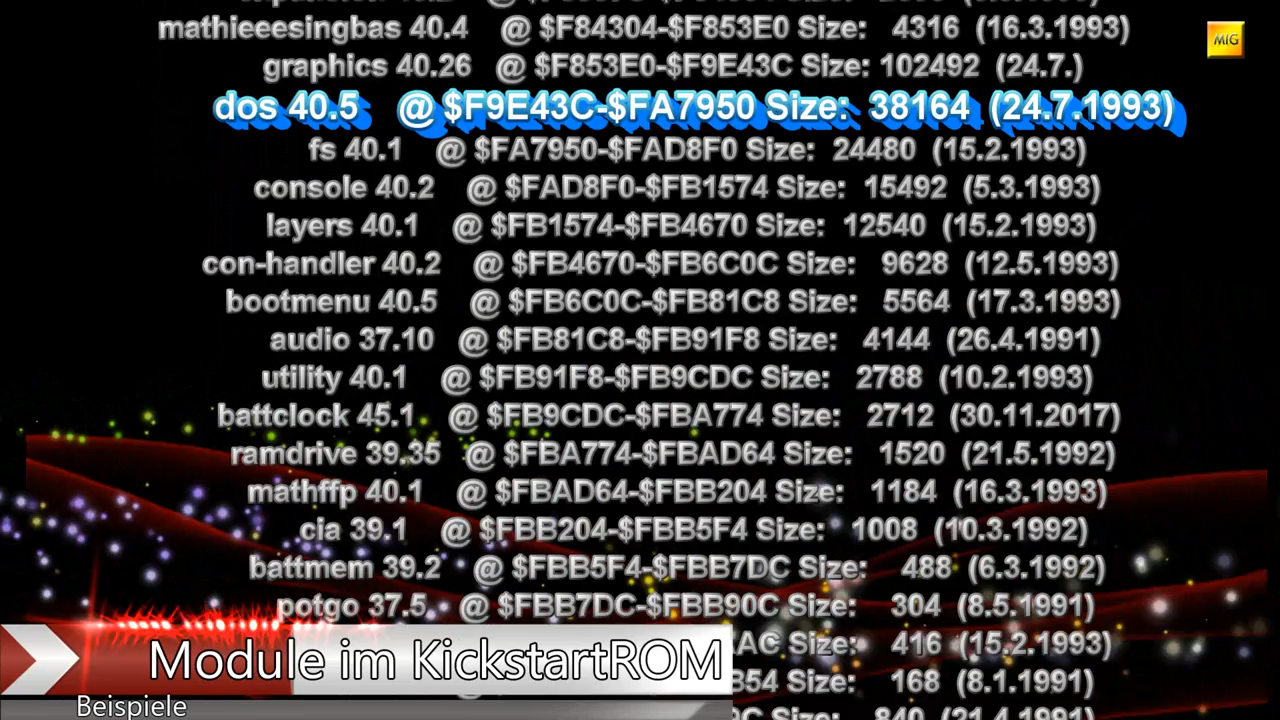 mathieeesingbas 40.4 @ $F84304-$F853E0 Size: 4316 (16.3.1993)
MIG
graphics 40.26 @ $F853E0-$F9E43C Size: 102492 (24.7.)
dos 40.5 @ $F9E43C-$FA7950 Size: 38164 (24.7.1993)
fs 40.1 @ $FA7950-$FAD8F0 Size: 24480 (15.2.1993)
console 40.2 @ $FAD8F0-$FB1574 Size: 15492 (5.3.1993)
layers 40.1 @ $FB1574-$FB4670 Size: 12540 (15.2.1993)
con-handler 40.2 @ $FB4670-$FB6C0C Size: 9628 (12.5.1993)
bootmenu 40.5 @ $FB6C0C-$FB81C8 Size: 5564 (17.3.1993)
audio 37.10 @ $FB81C8-$FB91F8 Size: 4144 (26.4.1991)
utility 40.1 @ $FB91F8-$FB9CDC Size: 2788 (10.2.1993)
battclock 45.1 @ $FB9CDC-$FBA774 Size: 2712 (30.11.2017)
ramdrive 39.35 @ $FBA774-$FBAD64 Size: 1520 (21.5.1992)
mathffp 40.1 @ $FBAD64-$FBB204 Size: 1184 (16.3.1993)
cia 39.1 @ $FBB204-$FBB5F4 Size: 1008 (10.3.1992)
battmem 39.2 @ $FBB5F4-$FBB7DC Size: 488 (6.3.1992)
potgo 37.5 @ $FBB7DC-$FBB90C Size: 304 (8.5.1991)
AC Size: 416 (15.2.1993)
Module im KickstartROM
B54 Size: 168 (8.1.1991)
Beispiele
9C Size: 840 (21.4.1991)